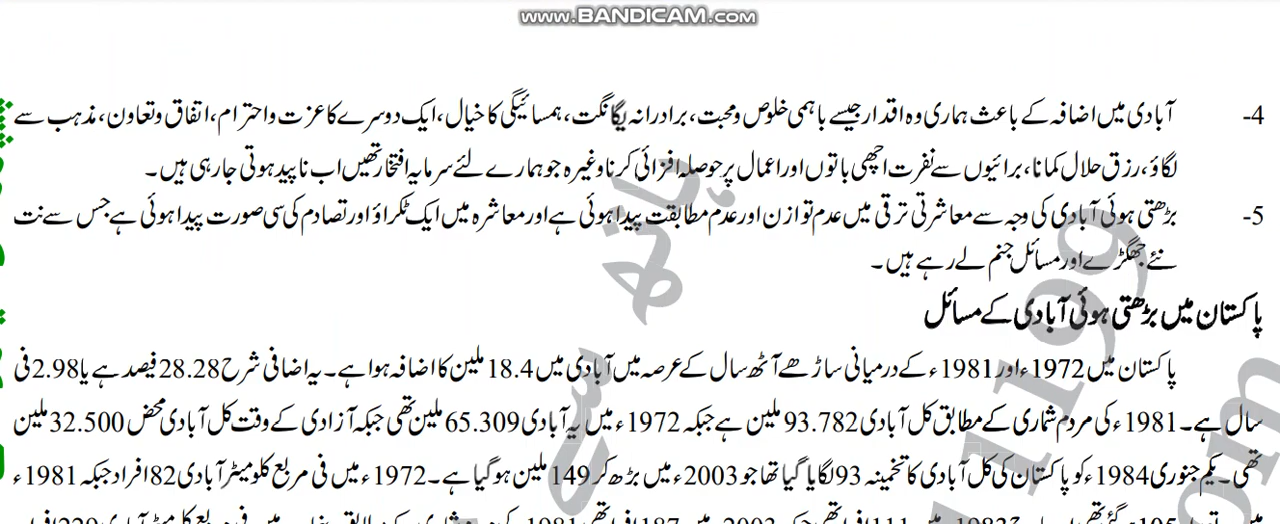 www.BANDICAM.com
4- آبادی میں اضافہ کے باعث ہماری وہ اقدار جیسے باہمی خلوص و محبت، برادرانہ یگانگت، ہمسائیگی کا خیال، ایک دوسرے کا عزت و احترام، اتفاق و تعاون، مذہب سے
لگاؤ، رزق حلال کمانا، برائیوں سے نفرت اچھی باتوں اور اعمال پر حوصلہ افزائی کرنا وغیرہ جو ہمارے لئے سرمایہ افتخار تھیں اب ناپید ہوتی جا رہی ہیں۔
5- بڑھتی ہوئی آبادی کی وجہ سے معاشرتی ترقی میں عدم توازن اور عدم مطابقت پیدا ہوئی ہے اور معاشرہ میں ایک ٹکراؤ اور تصادم کی سی صورت پیدا ہوئی ہے جس سے نت
نئے جھگڑے اور مسائل جنم لے رہے ہیں۔
پاکستان میں بڑھتی ہوئی آبادی کے مسائل
پاکستان میں 1972ء اور 1981ء کے درمیانی ساڑھے آٹھ سال کے عرصہ میں آبادی میں 18.4 ملین کا اضافہ ہوا ہے۔ یہ اضافی شرح 28.28 فیصد ہے یا 2.98 فی
سال ہے۔ 1981ء کی مردم شماری کے مطابق کل آبادی 93.782 ملین ہے جبکہ 1972ء میں یہ آبادی 65.309 ملین تھی جبکہ آزادی کے وقت کل آبادی محض 32.500 ملین
تھی۔ یکم جنوری 1984ء کو پاکستان کی کل آبادی کا تخمینہ 93 لگایا گیا تھا جو 2003ء میں بڑھ کر 149 ملین ہو گیا ہے۔ 1972ء میں فی مربع کلومیٹر آبادی 82 افراد جبکہ 1981ء